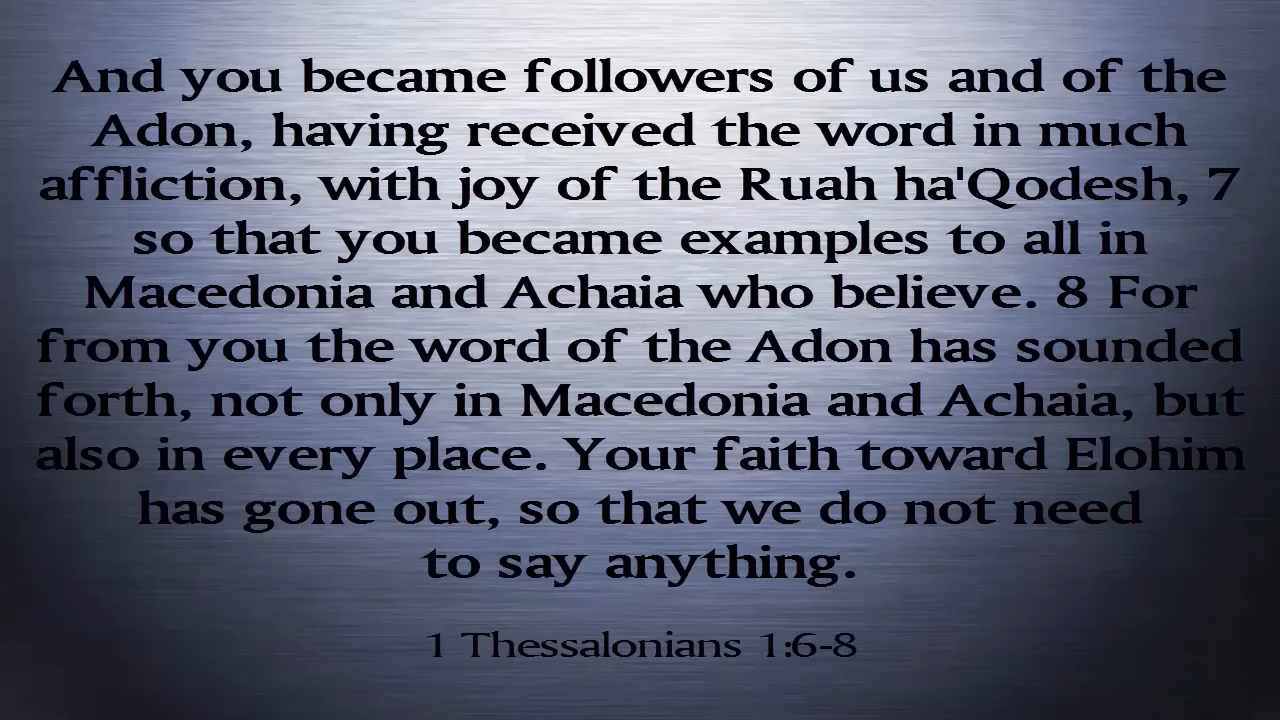 And you became followers of us and of the
Adon, having received the word in much
affliction, with joy of the Ruah ha'Qodesh, 7
so that you became examples to all in
Macedonia and Achaia who believe. 8 For
from you the word of the Adon has sounded
forth, not only in Macedonia and Achaia, but
also in every place. Your faith toward Elohim
has gone out, so that we do not need
to say anything.
1 Thessalonians 1:6-8